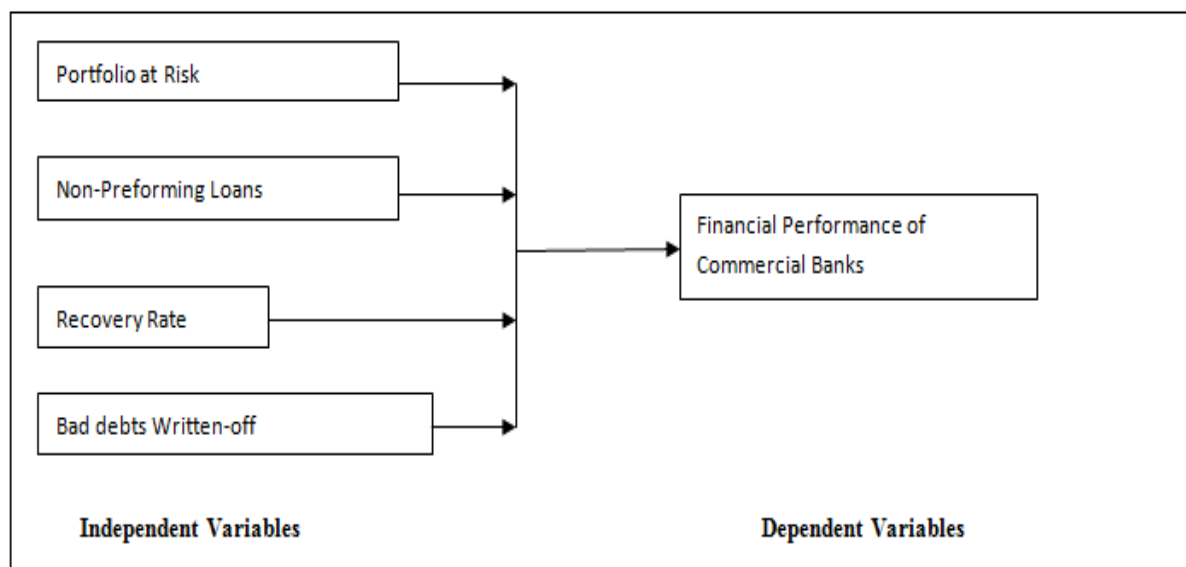 Portfolio at Risk
Non-Preforming Loans
Financial Performance of
Commercial Banks
Recovery Rate
Bad debts Written-off
Independent Variables
Dependent Variables